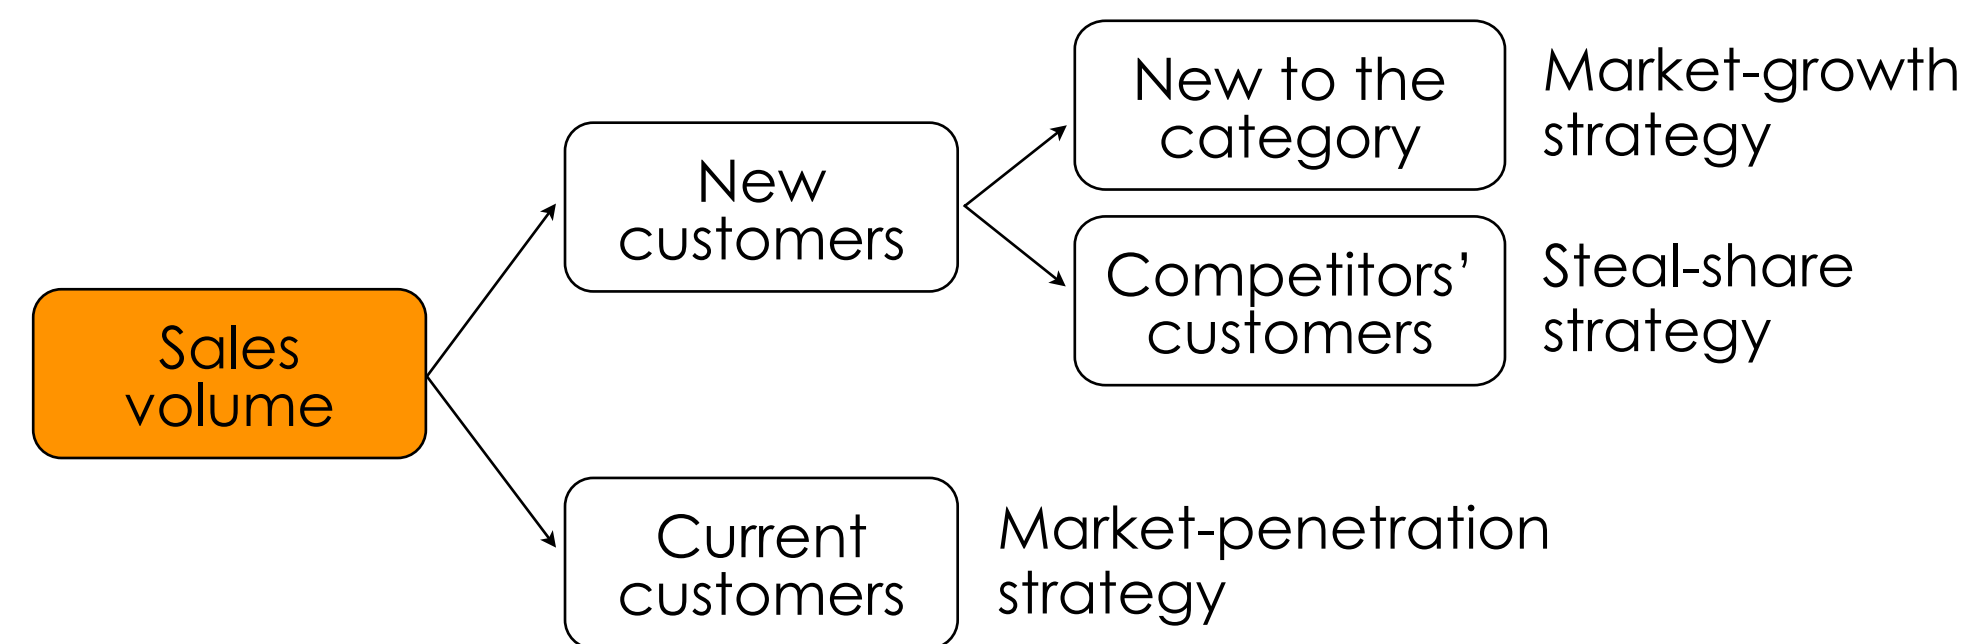 New to the
category
Market-growth
strategy
New
customers
Competitors’
customers
Steal-share
strategy
Sales
volume
Current
customers
Market-penetration
strategy